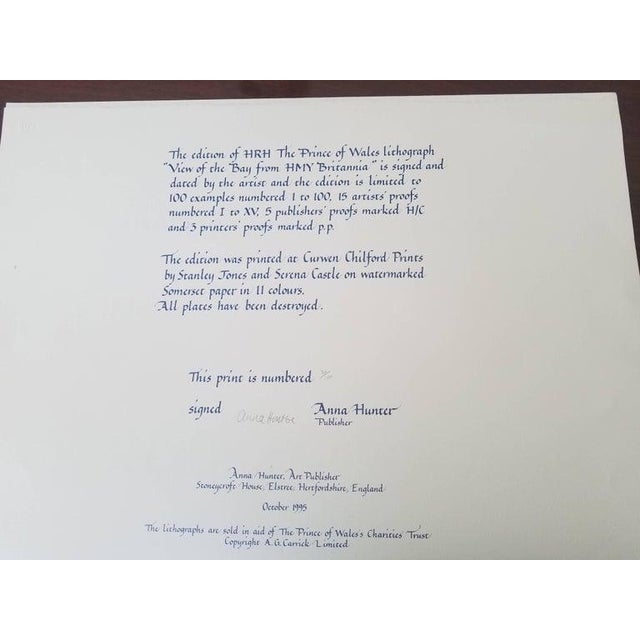 The edition of HRH The Prince of Wales lithograph
"View of the Bay from HMY Britannia" is signed and
dated by the artist and the edition is limited to
100 examples numbered 1 to 100, 15 artists' proofs
numbered I to XV, 5 publishers' proofs marked H/C
and 3 printers' proofs marked p.p.
The edition was printed at Curwen Chilford Prints
by Stanley Jones and Serena Castle on watermarked
Somerset paper in 11 colours.
All plates have been destroyed.
This print is numbered
signed Anna Hunter Anna Hunter
Publisher
Anna Hunter, Art Publisher
Stoneycroft House, Elstree, Hertfordshire, England
October 1995
The lithographs are sold in aid of The Prince of Wales's Charities' Trust
Copyright A.G. Carrick Limited